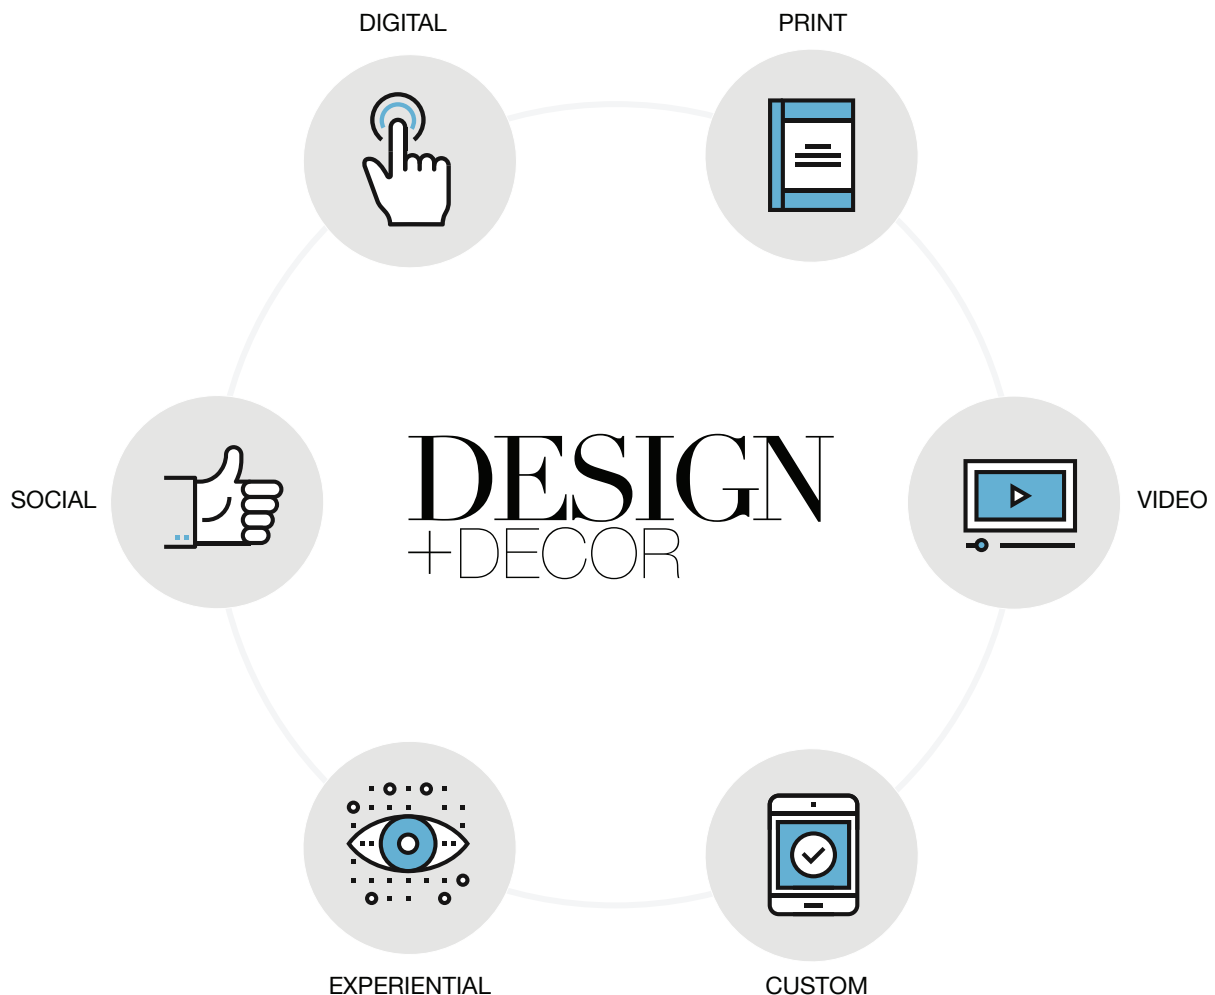 DIGITAL
PRINT
SOCIAL
DESIGN
+DECOR
VIDEO
EXPERIENTIAL
CUSTOM